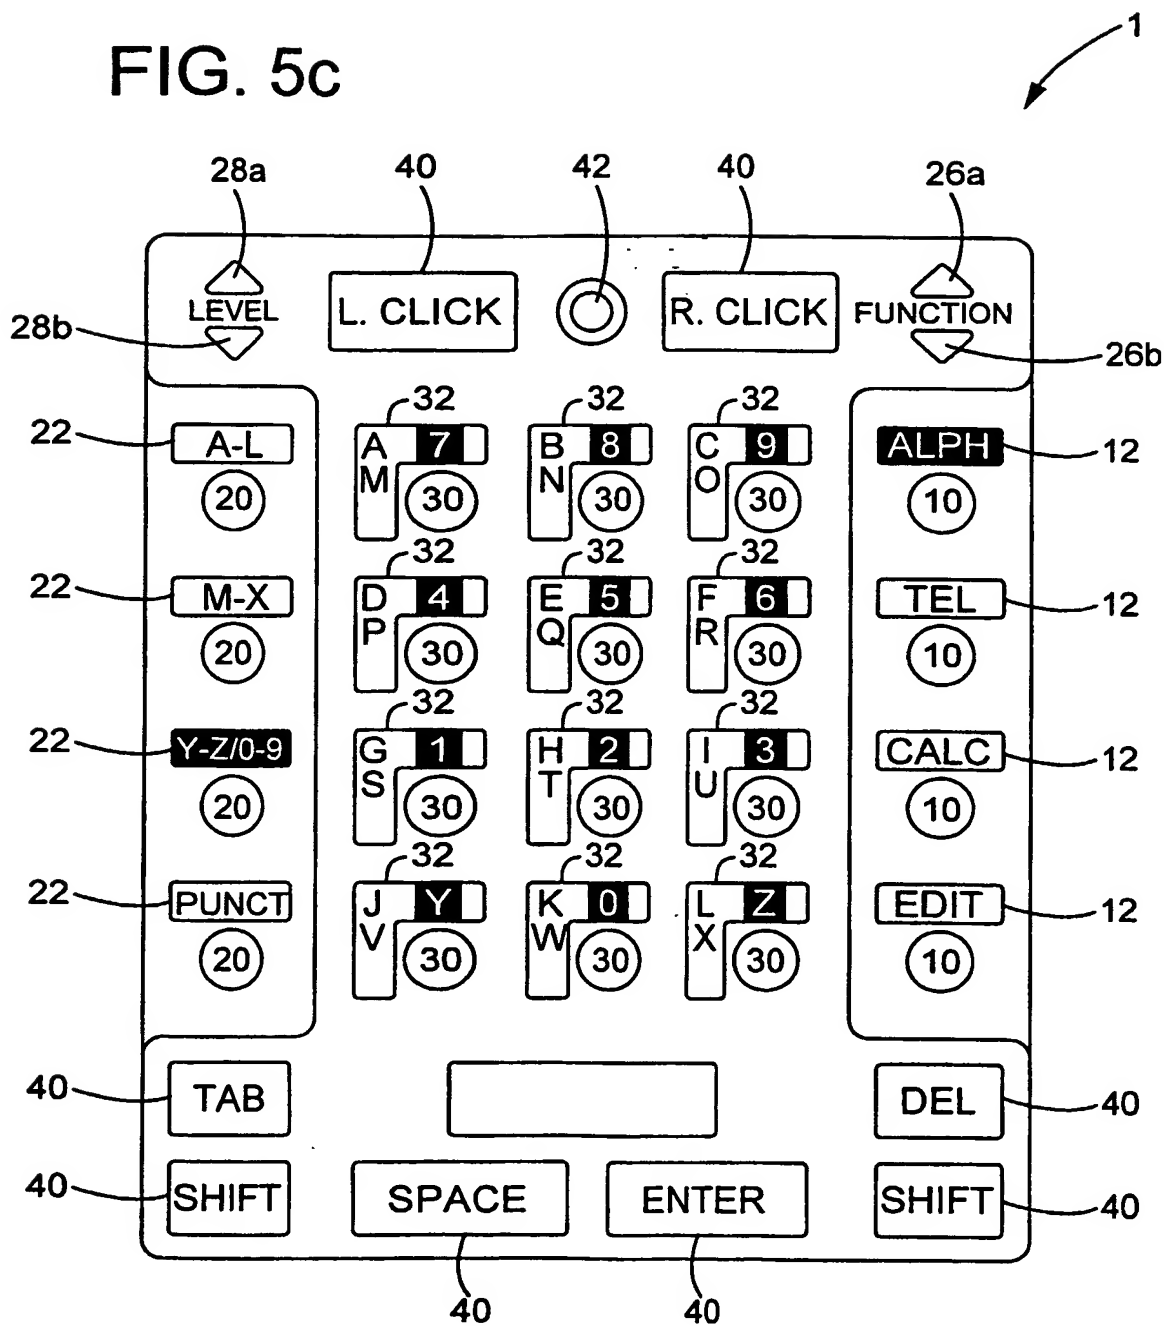 1
FIG. 5c
28a 40 42 40 26a
LEVEL L. CLICK R. CLICK FUNCTION
28b 26b
32 32 32
22 A-L A 7 B 8 C 9 ALPH 12
M N O
20 30 30 30 10
32 32 32
22 M-X D 4 E 5 F 6 TEL 12
P Q R
20 30 30 30 10
32 32 32
22 Y-Z/0-9 G 1 H 2 I 3 CALC 12
S T U
20 30 30 30 10
32 32 32
22 PUNCT J Y K 0 L Z EDIT 12
V W X
20 30 30 30 10
40 TAB DEL 40
40 SHIFT SPACE ENTER SHIFT 40
40 40